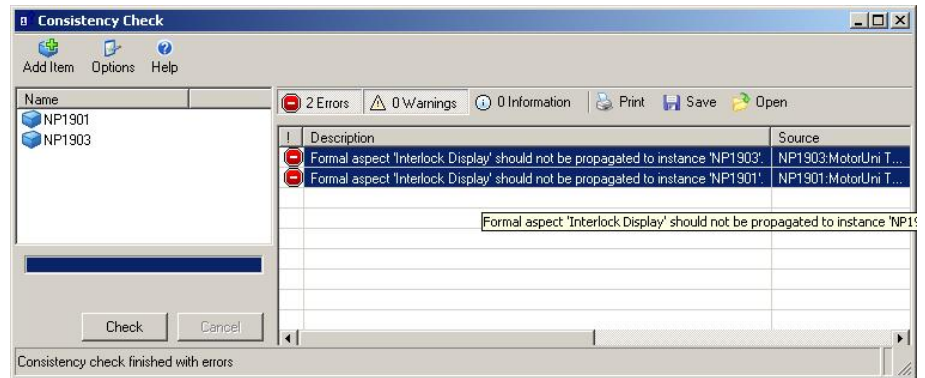 Consistency Check
Add Item Options Help
Name
NP1901
NP1903
2 Errors 0 Warnings 0 Information Print Save Open
! Description Source
Formal aspect 'Interlock Display' should not be propagated to instance 'NP1903'. NP1903:MotorUni T...
Formal aspect 'Interlock Display' should not be propagated to instance 'NP1901'. NP1901:MotorUni T...
Formal aspect 'Interlock Display' should not be propagated to instance 'NP19
Check Cancel
Consistency check finished with errors